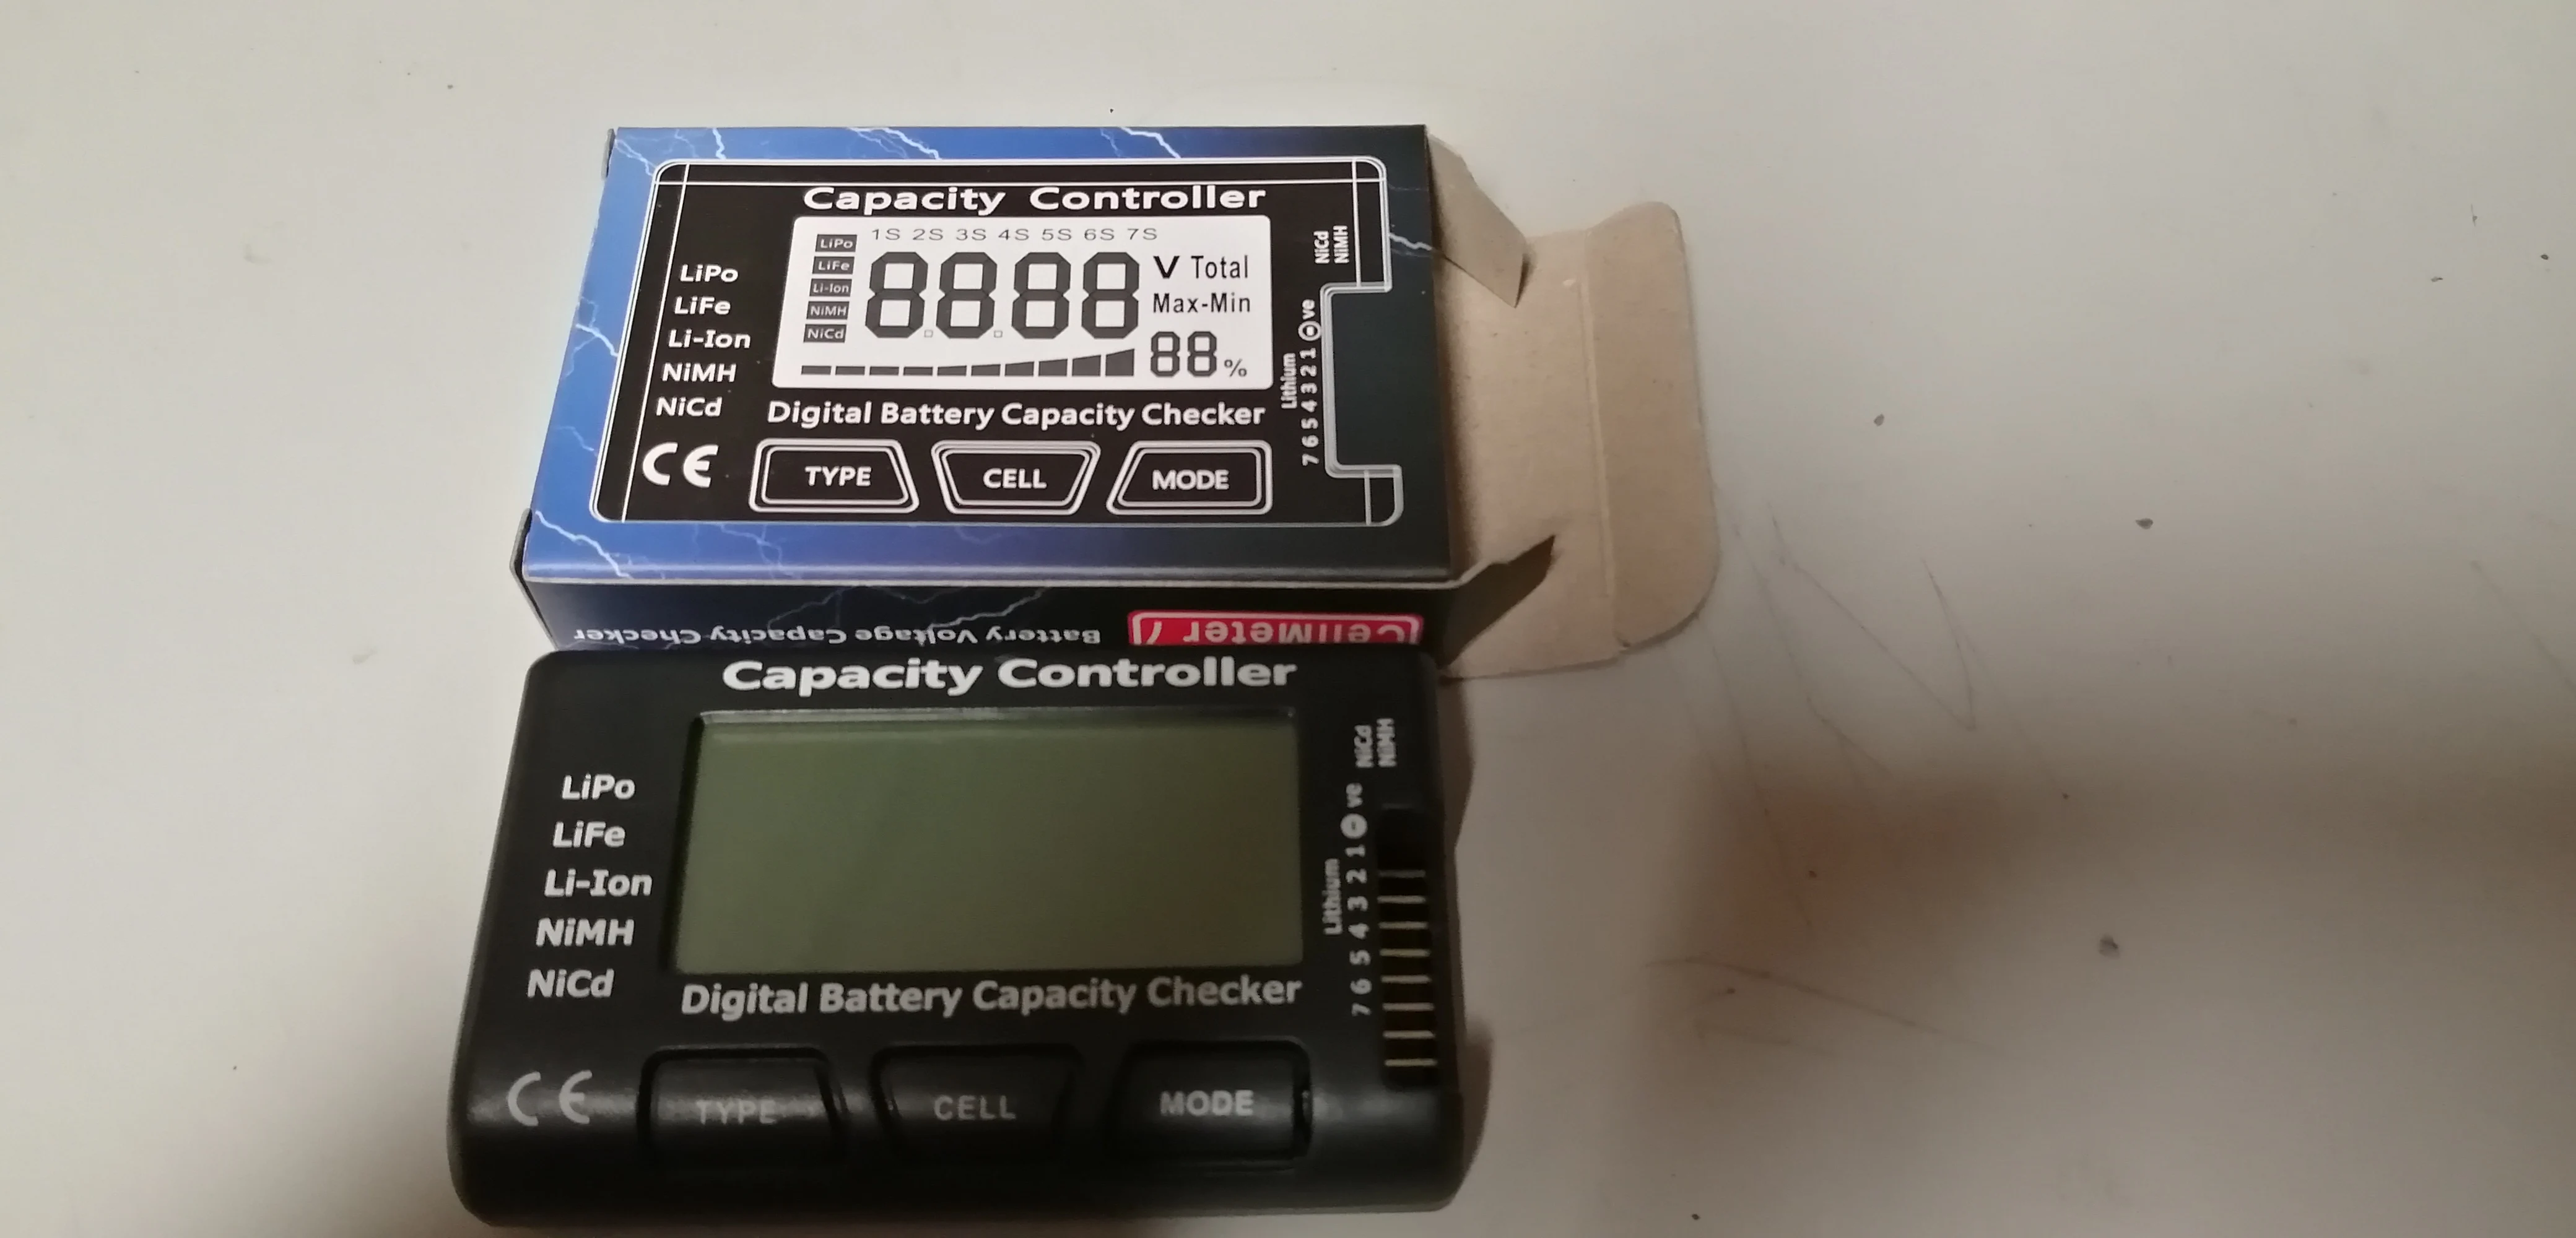 Capacity Controller
LiPo
LiFe
Li-Ion
NiMH
NiCd
LiPo
LiFe
Li-Ion
NiMH
NiCd
1S 2S 3S 4S 5S 6S 7S
8.8.88 V Total
Max-Min
88%
NiCd
NiMH
Lithium
7 6 5 4 3 2 1 ⊖ ve
Digital Battery Capacity Checker
CE
TYPE
CELL
MODE
Battery Voltage Capacity Checker
CellMeter 7
Capacity Controller
LiPo
LiFe
Li-Ion
NiMH
NiCd
NiCd
NiMH
Lithium
7 6 5 4 3 2 1 ⊖ ve
Digital Battery Capacity Checker
CE
TYPE
CELL
MODE